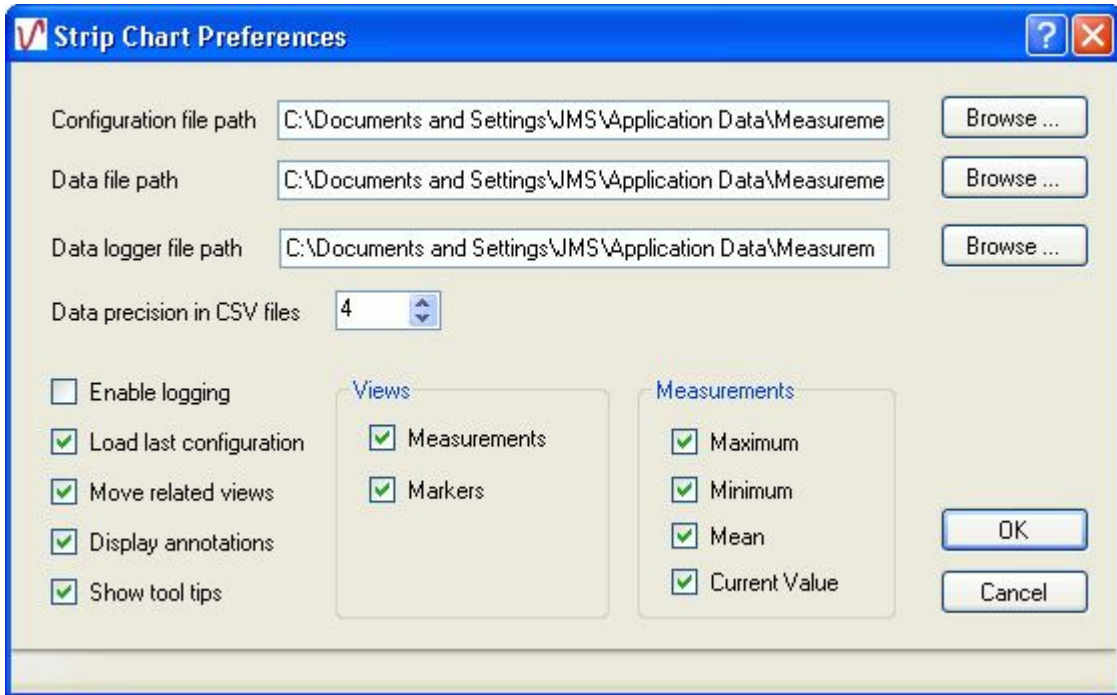 Strip Chart Preferences
Configuration file path C:\Documents and Settings\JMS\Application Data\Measureme Browse ...
Data file path C:\Documents and Settings\JMS\Application Data\Measureme Browse ...
Data logger file path C:\Documents and Settings\JMS\Application Data\Measurem Browse ...
Data precision in CSV files 4
Enable logging
Load last configuration
Move related views
Display annotations
Show tool tips
Views
Measurements
Markers
Measurements
Maximum
Minimum
Mean
Current Value
OK
Cancel